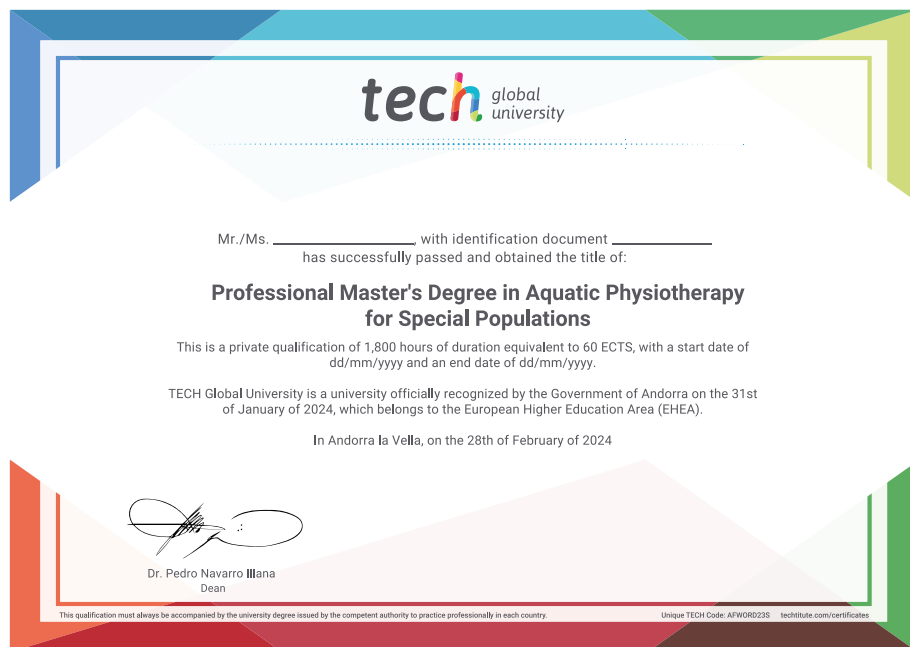 tech global
university
Mr./Ms. ________________, with identification document ___________
has successfully passed and obtained the title of:
Professional Master's Degree in Aquatic Physiotherapy
for Special Populations
This is a private qualification of 1,800 hours of duration equivalent to 60 ECTS, with a start date of
dd/mm/yyyy and an end date of dd/mm/yyyy.
TECH Global University is a university officially recognized by the Government of Andorra on the 31st
of January of 2024, which belongs to the European Higher Education Area (EHEA).
In Andorra la Vella, on the 28th of February of 2024
Dr. Pedro Navarro Illana
Dean
This qualification must always be accompanied by the university degree issued by the competent authority to practice professionally in each country. Unique TECH Code: AFWORD23S techtitute.com/certificates